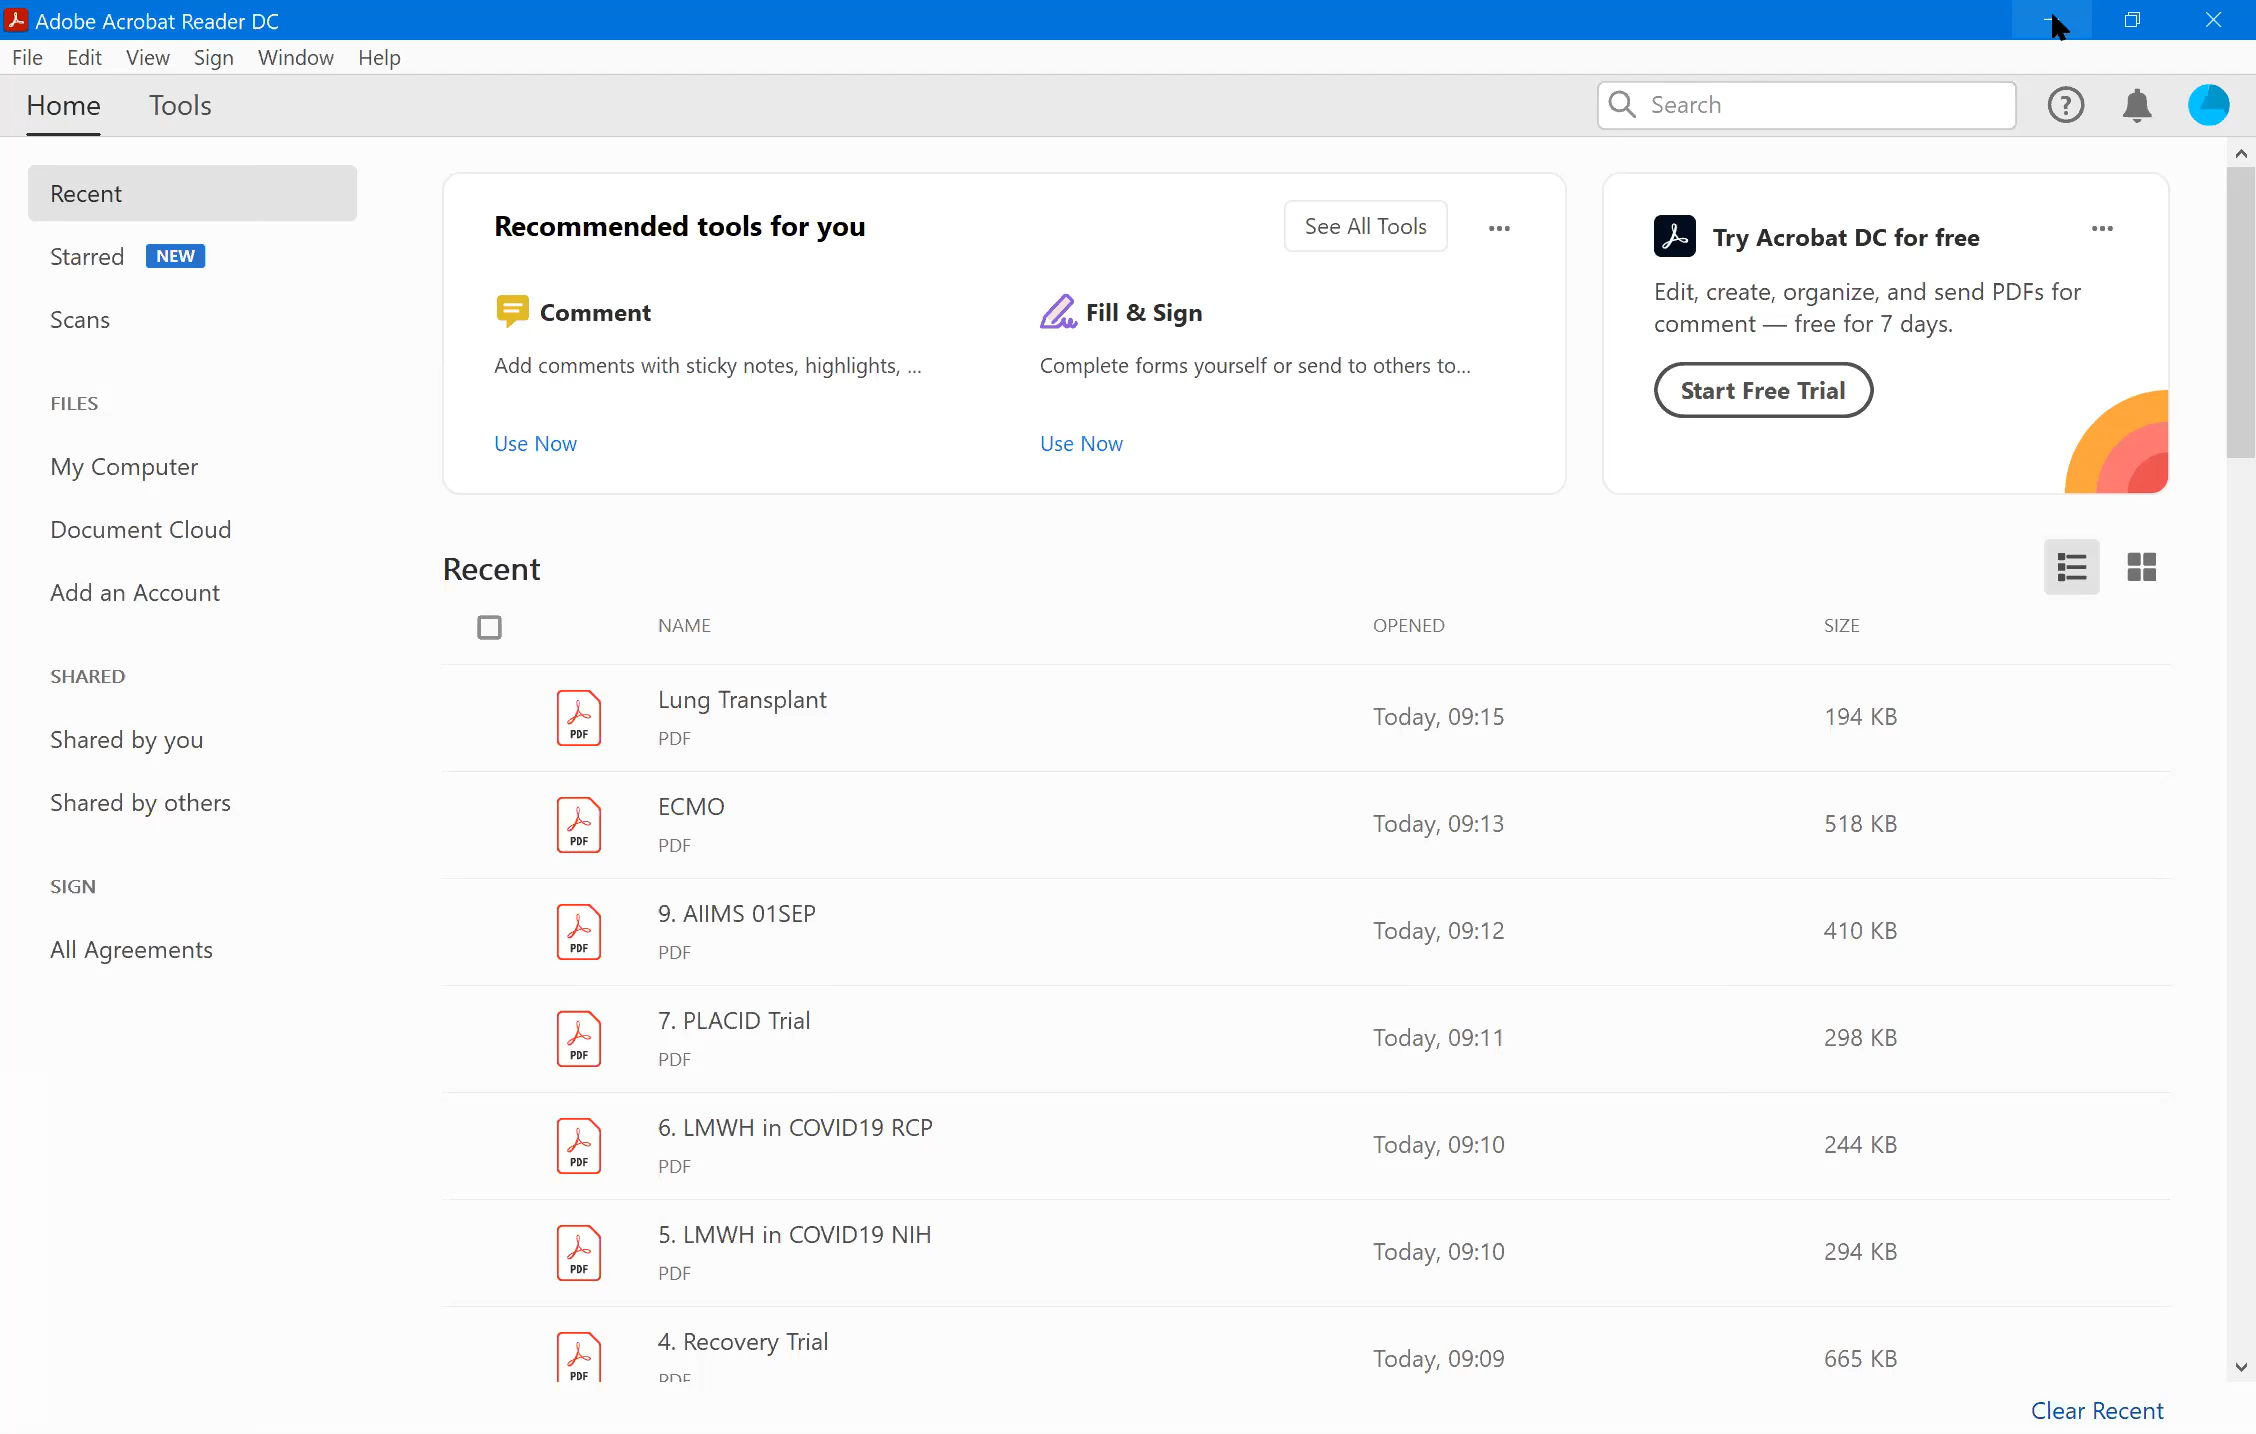 Adobe Acrobat Reader DC
File Edit View Sign Window Help
Home Tools
Search
Recent
Starred NEW
Scans
FILES
My Computer
Document Cloud
Add an Account
SHARED
Shared by you
Shared by others
SIGN
All Agreements
Recommended tools for you
See All Tools
Comment
Add comments with sticky notes, highlights, ...
Use Now
Fill & Sign
Complete forms yourself or send to others to...
Use Now
Try Acrobat DC for free
Edit, create, organize, and send PDFs for
comment — free for 7 days.
Start Free Trial
Recent
NAME OPENED SIZE
Lung Transplant
PDF
PDF
Today, 09:15 194 KB
ECMO
PDF
PDF
Today, 09:13 518 KB
9. AIIMS 01SEP
PDF
PDF
Today, 09:12 410 KB
7. PLACID Trial
PDF
PDF
Today, 09:11 298 KB
6. LMWH in COVID19 RCP
PDF
PDF
Today, 09:10 244 KB
5. LMWH in COVID19 NIH
PDF
PDF
Today, 09:10 294 KB
4. Recovery Trial
PDF
PDF
Today, 09:09 665 KB
Clear Recent